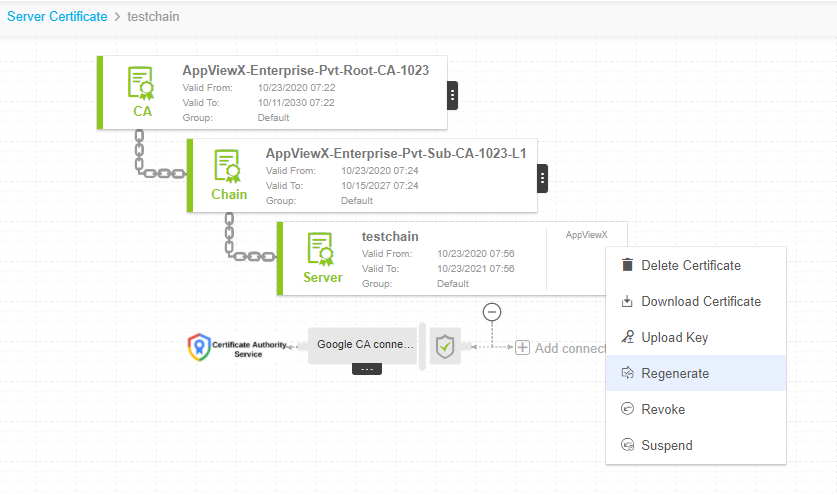 Server Certificate > testchain
AppViewX-Enterprise-Pvt-Root-CA-1023
Valid From: 10/23/2020 07:22
Valid To: 10/11/2030 07:22
Group: Default
CA
AppViewX-Enterprise-Pvt-Sub-CA-1023-L1
Valid From: 10/23/2020 07:24
Valid To: 10/15/2027 07:24
Group: Default
Chain
testchain
AppViewX
Valid From: 10/23/2020 07:56
Valid To: 10/23/2021 07:56
Group: Default
Server
Certificate Authority
Service
Google CA conne...
Add connect
Delete Certificate
Download Certificate
Upload Key
Regenerate
Revoke
Suspend